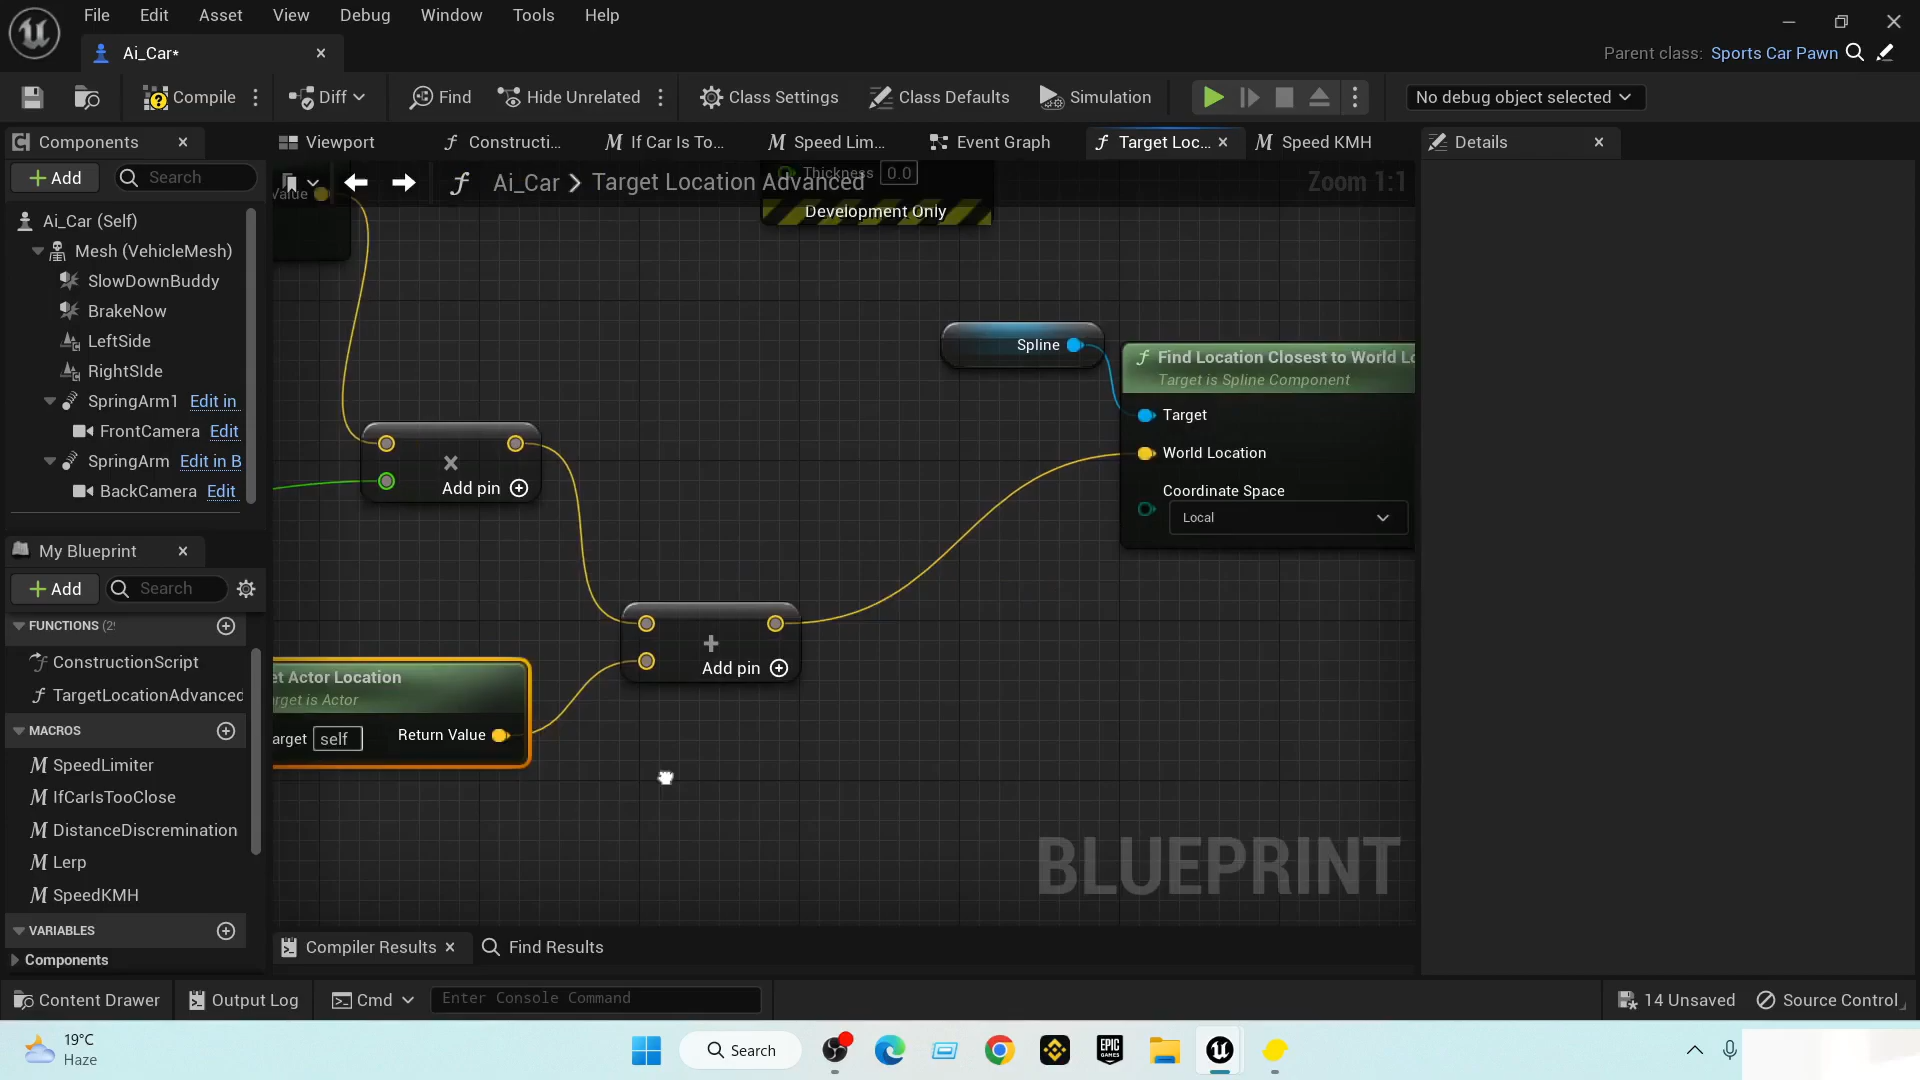 File Edit Asset View Debug Window Tools Help
Ai_Car*
Parent class: Sports Car Pawn
Compile Diff Find Hide Unrelated Class Settings Class Defaults Simulation No debug object selected
Components
Viewport Constructi... If Car Is To... Speed Lim... Event Graph Target Loc... Speed KMH Details
Add Search
Ai_Car > Target Location Advanced
Zoom 1:1
Value
Thickness 0.0
Development Only
Ai_Car (Self)
Mesh (VehicleMesh)
SlowDownBuddy
BrakeNow
LeftSide
RightSIde
SpringArm1 Edit in
FrontCamera Edit
SpringArm Edit in B
BackCamera Edit
Spline
Find Location Closest to World Lo
Target is Spline Component
Target
World Location
Coordinate Space
Local
Add pin
Add pin
et Actor Location
arget is Actor
arget self Return Value
BLUEPRINT
My Blueprint
Add Search
FUNCTIONS
ConstructionScript
TargetLocationAdvanced
MACROS
SpeedLimiter
IfCarIsTooClose
DistanceDiscrimination
Lerp
SpeedKMH
VARIABLES
Components
Compiler Results Find Results
Content Drawer Output Log Cmd Enter Console Command 14 Unsaved Source Control
19°C
Haze
Search
EPIC
GAMES